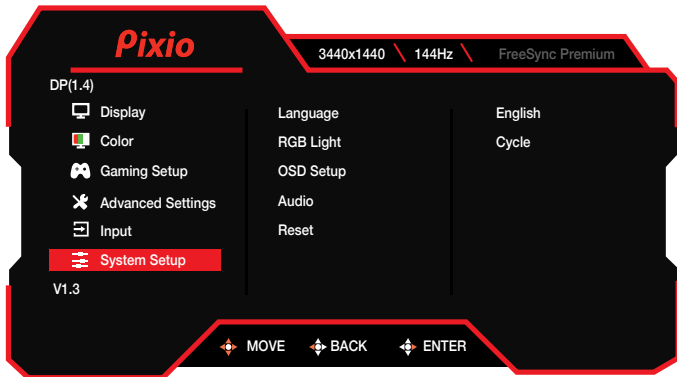 Pixio
3440x1440 \ 144Hz \ FreeSync Premium
DP(1.4)
Display
Color
Gaming Setup
Advanced Settings
Input
System Setup
V1.3
Language
RGB Light
OSD Setup
Audio
Reset
English
Cycle
MOVE BACK ENTER